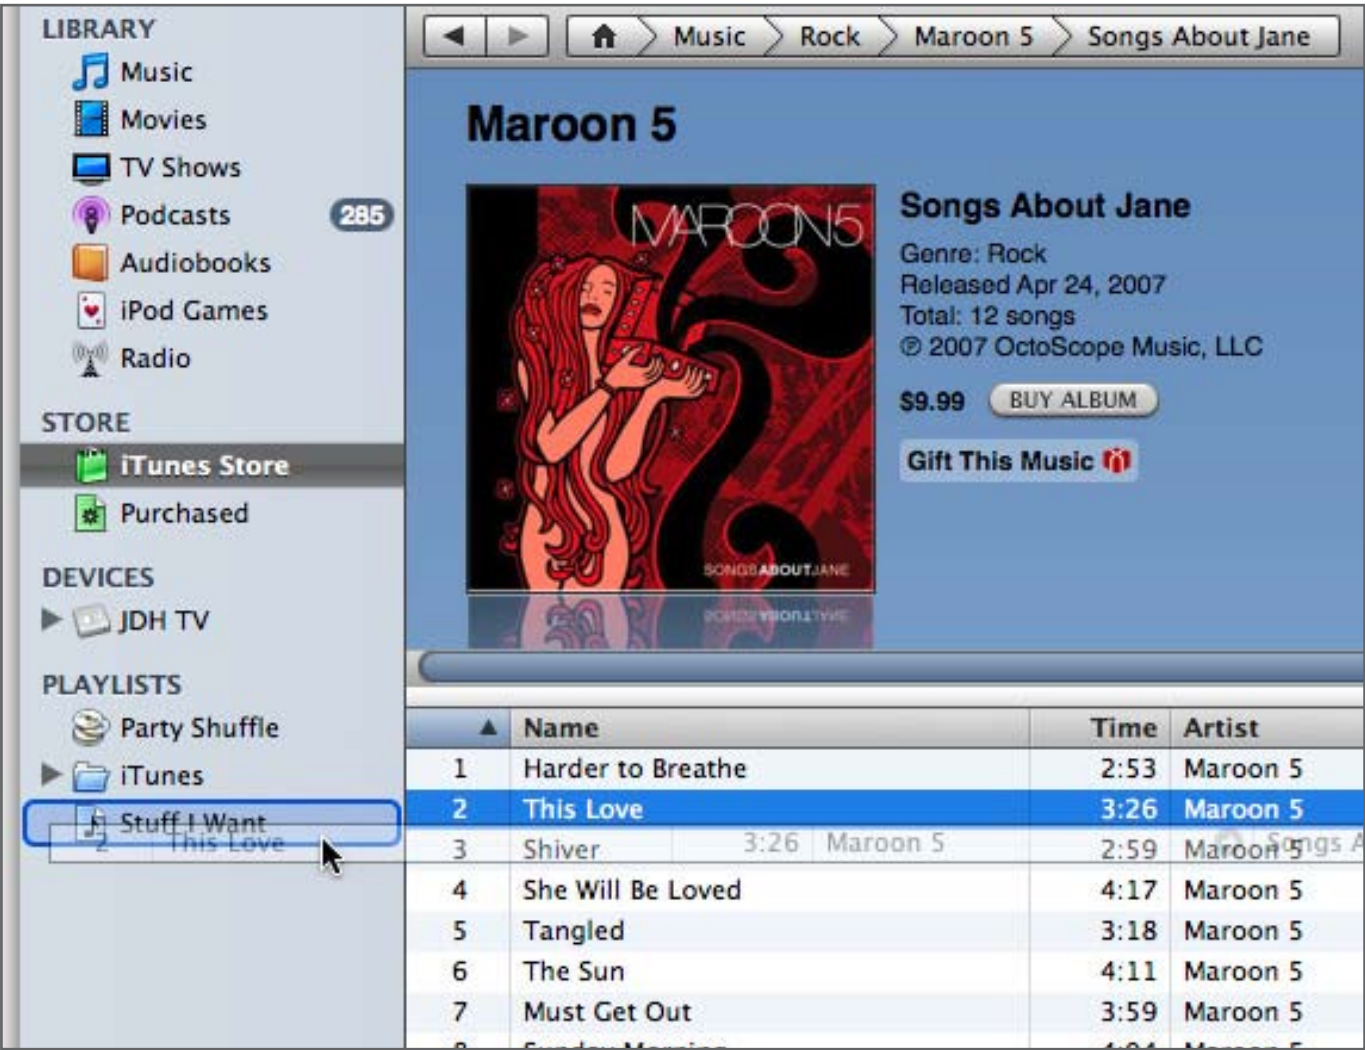 LIBRARY
Music
Movies
TV Shows
Podcasts 285
Audiobooks
iPod Games
Radio
STORE
iTunes Store
Purchased
DEVICES
JDH TV
PLAYLISTS
Party Shuffle
iTunes
Stuff I Want
2 This Love 3:26 Maroon 5 Songs A
Music Rock Maroon 5 Songs About Jane
Maroon 5
MAROON5
SONGSABOUTJANE
Songs About Jane
Genre: Rock
Released Apr 24, 2007
Total: 12 songs
℗ 2007 OctoScope Music, LLC
$9.99 BUY ALBUM
Gift This Music
Name Time Artist
1 Harder to Breathe 2:53 Maroon 5
2 This Love 3:26 Maroon 5
3 Shiver 2:59 Maroon 5
4 She Will Be Loved 4:17 Maroon 5
5 Tangled 3:18 Maroon 5
6 The Sun 4:11 Maroon 5
7 Must Get Out 3:59 Maroon 5